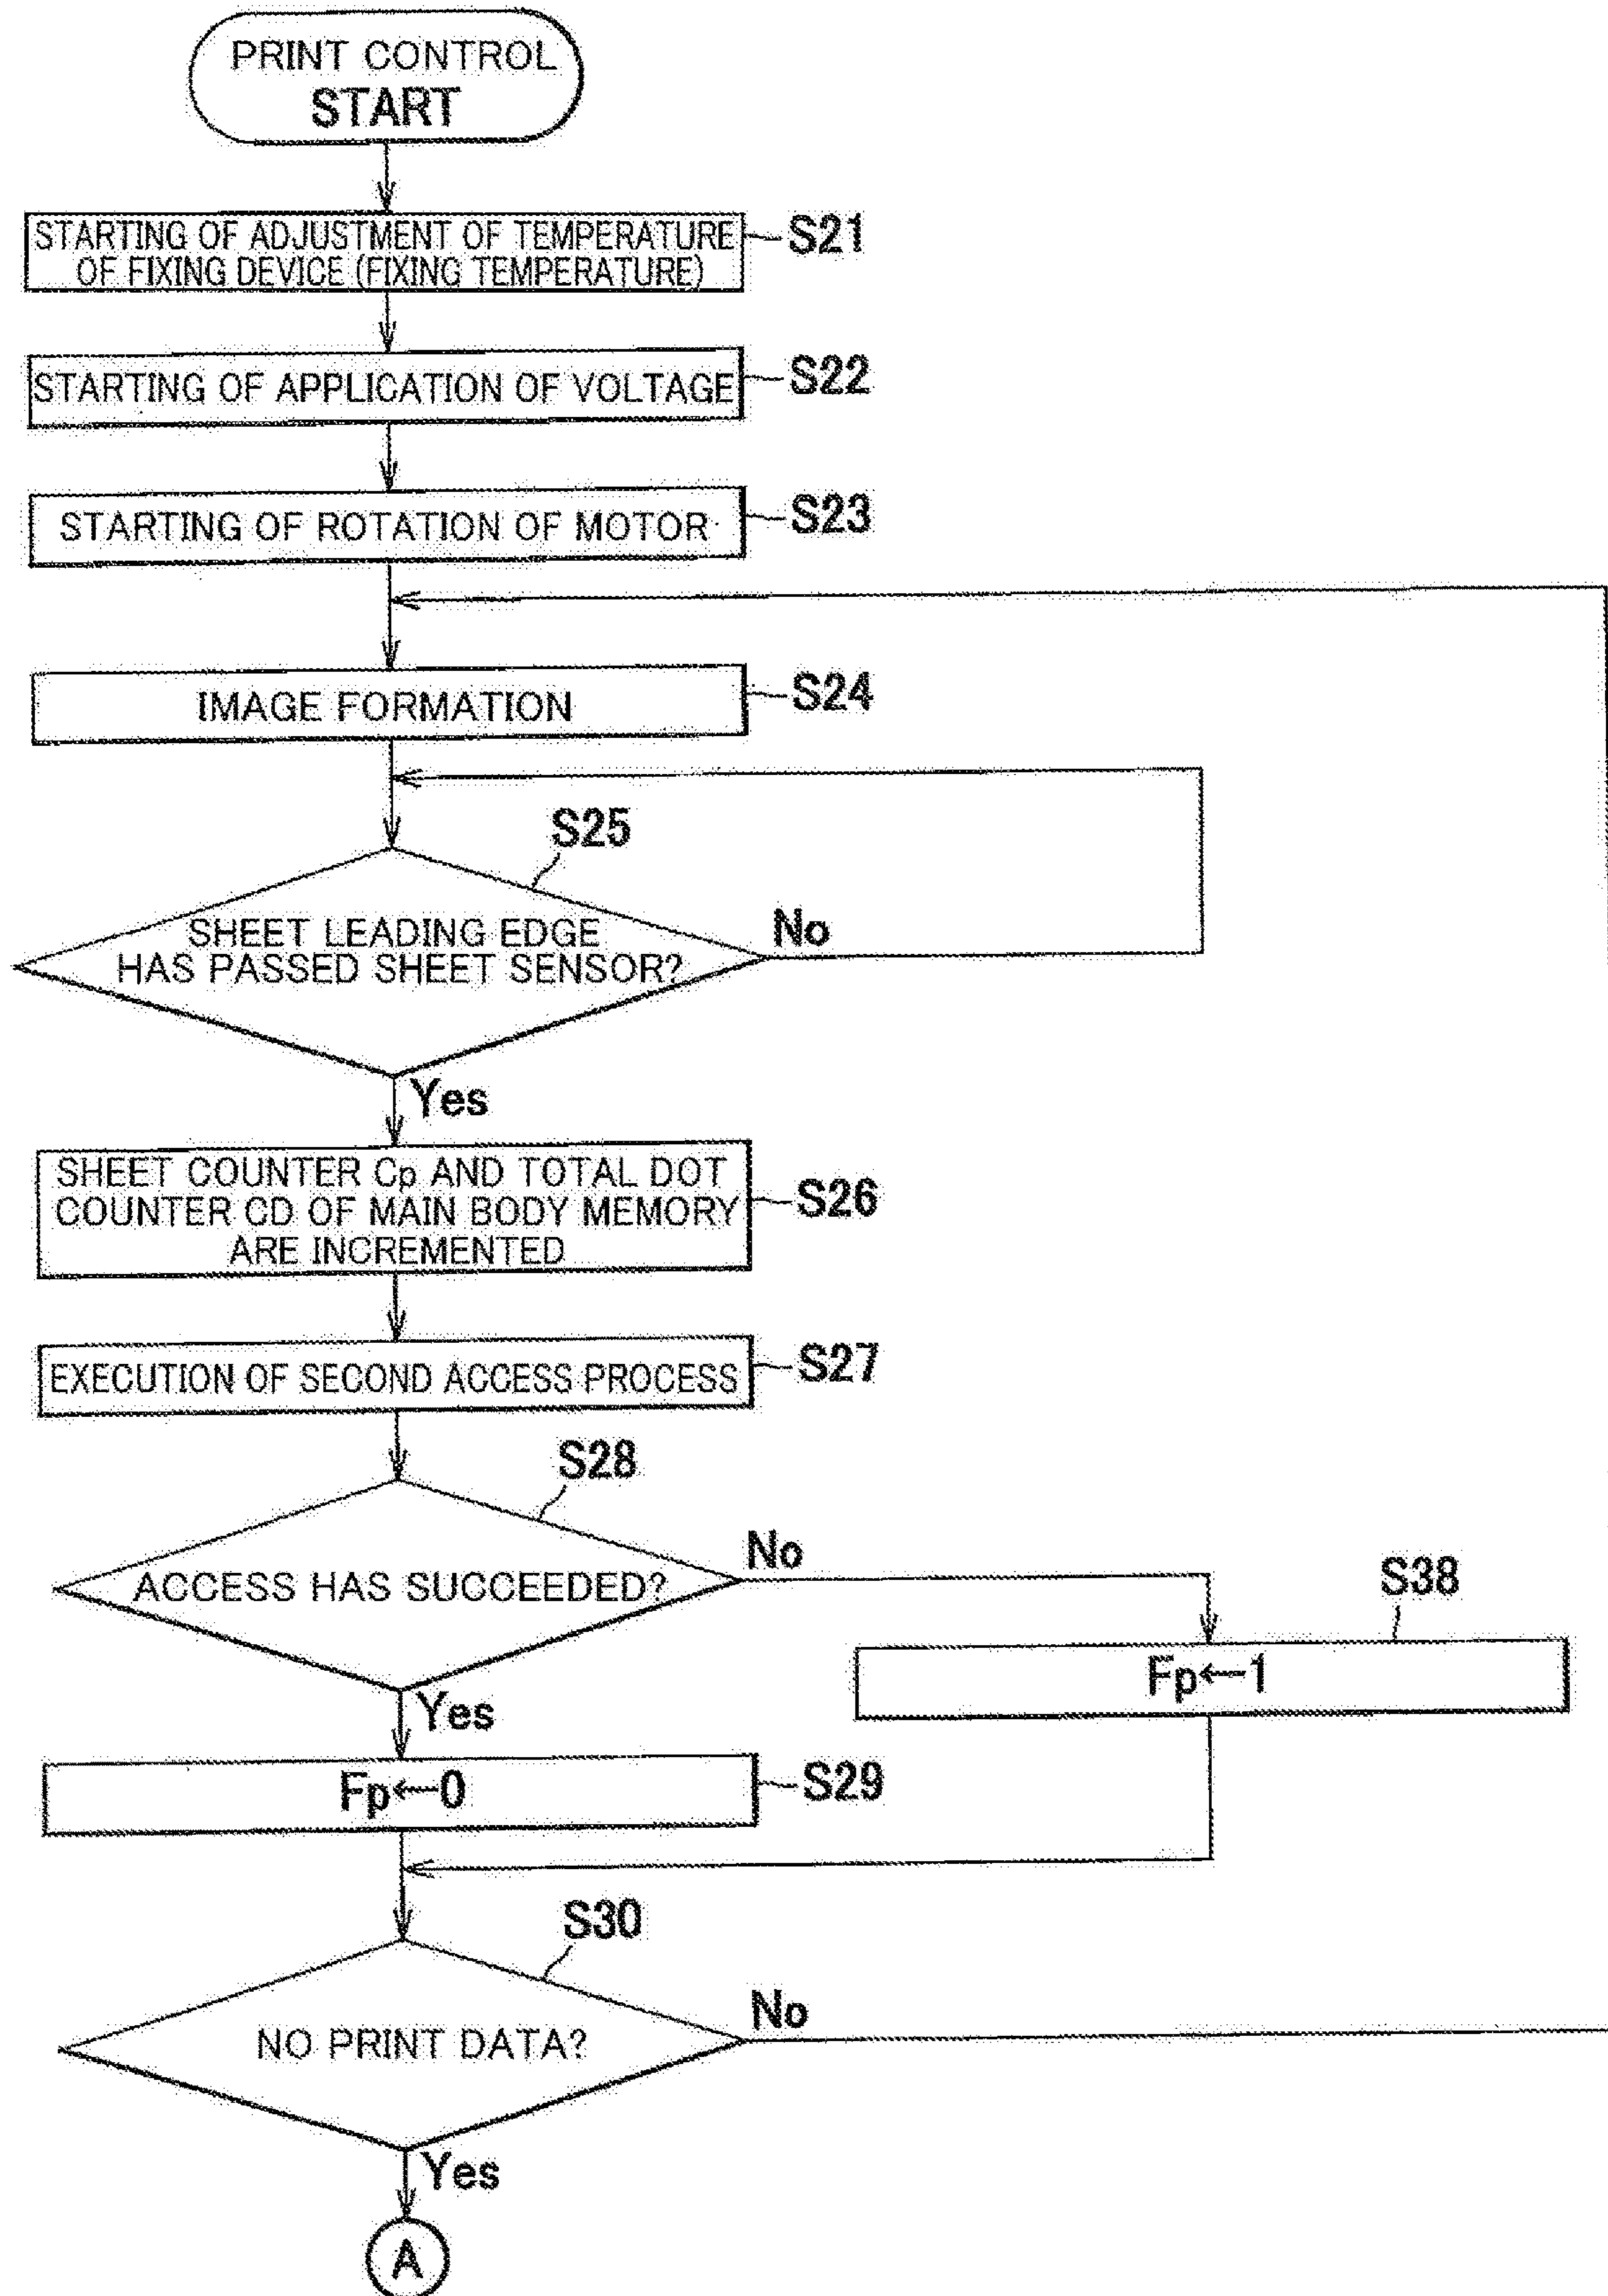 PRINT CONTROL
START
STARTING OF ADJUSTMENT OF TEMPERATURE
OF FIXING DEVICE (FIXING TEMPERATURE)
S21
STARTING OF APPLICATION OF VOLTAGE
S22
STARTING OF ROTATION OF MOTOR
S23
IMAGE FORMATION
S24
S25
SHEET LEADING EDGE
HAS PASSED SHEET SENSOR?
No
Yes
SHEET COUNTER Cp AND TOTAL DOT
COUNTER CD OF MAIN BODY MEMORY
ARE INCREMENTED
S26
EXECUTION OF SECOND ACCESS PROCESS
S27
S28
ACCESS HAS SUCCEEDED?
No
S38
Fp←1
Yes
Fp←0
S29
S30
NO PRINT DATA?
No
Yes
A